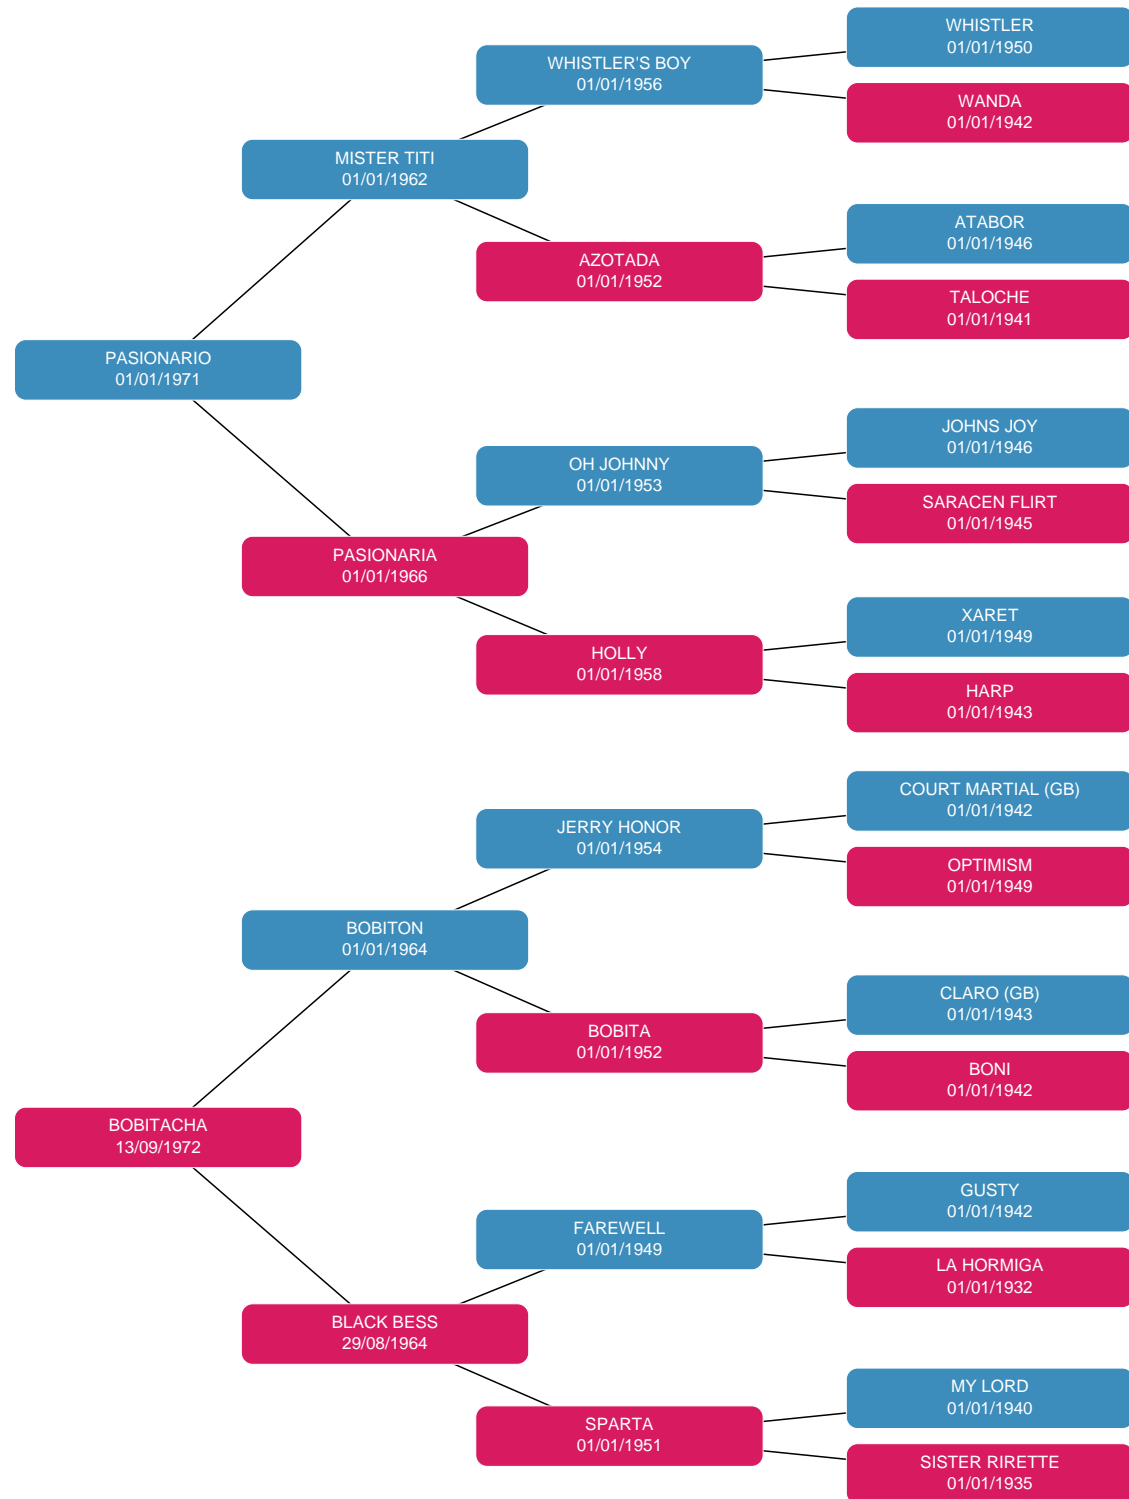 WHISTLER
01/01/1950
WHISTLER'S BOY
01/01/1956
WANDA
01/01/1942
MISTER TITI
01/01/1962
ATABOR
01/01/1946
AZOTADA
01/01/1952
TALOCHE
01/01/1941
PASIONARIO
01/01/1971
JOHNS JOY
01/01/1946
OH JOHNNY
01/01/1953
SARACEN FLIRT
01/01/1945
PASIONARIA
01/01/1966
XARET
01/01/1949
HOLLY
01/01/1958
HARP
01/01/1943
COURT MARTIAL (GB)
01/01/1942
JERRY HONOR
01/01/1954
OPTIMISM
01/01/1949
BOBITON
01/01/1964
CLARO (GB)
01/01/1943
BOBITA
01/01/1952
BONI
01/01/1942
BOBITACHA
13/09/1972
GUSTY
01/01/1942
FAREWELL
01/01/1949
LA HORMIGA
01/01/1932
BLACK BESS
29/08/1964
MY LORD
01/01/1940
SPARTA
01/01/1951
SISTER RIRETTE
01/01/1935